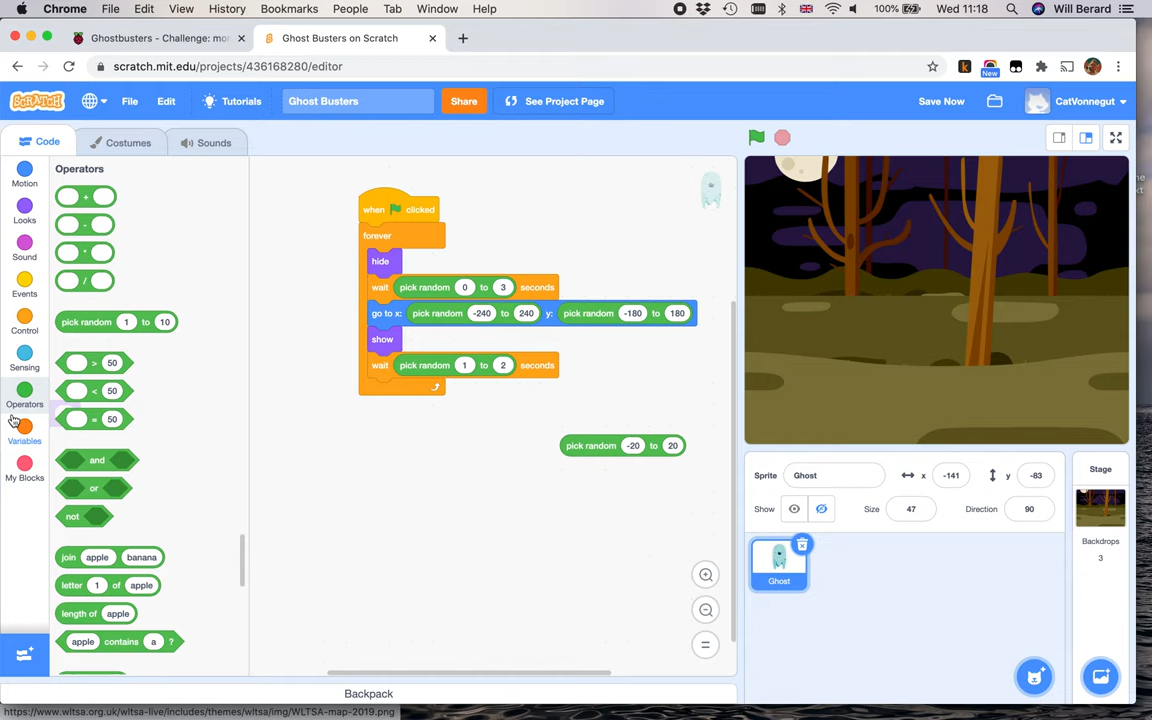 Chrome File Edit View History Bookmarks People Tab Window Help 100% Wed 11:18 Will Berard
Ghostbusters - Challenge: mo Ghost Busters on Scratch
scratch.mit.edu/projects/436168280/editor
New
SCRATCH File Edit Tutorials Ghost Busters Share See Project Page Save Now CatVonnegut
Code Costumes Sounds
Motion
Looks
Sound
Events
Control
Sensing
Operators
Variables
My Blocks
Operators
+
-
*
/
pick random 1 to 10
> 50
< 50
= 50
and
or
not
join apple banana
letter 1 of apple
length of apple
apple contains a ?
when clicked
forever
hide
wait pick random 0 to 3 seconds
go to x: pick random -240 to 240 y: pick random -180 to 180
show
wait pick random 1 to 2 seconds
pick random -20 to 20
Sprite Ghost x -141 y -83
Show Size 47 Direction 90
Ghost
Stage
Backdrops
3
Backpack
https://www.wltsa.org.uk/wltsa-live/includes/themes/wltsa/img/WLTSA-map-2019.png